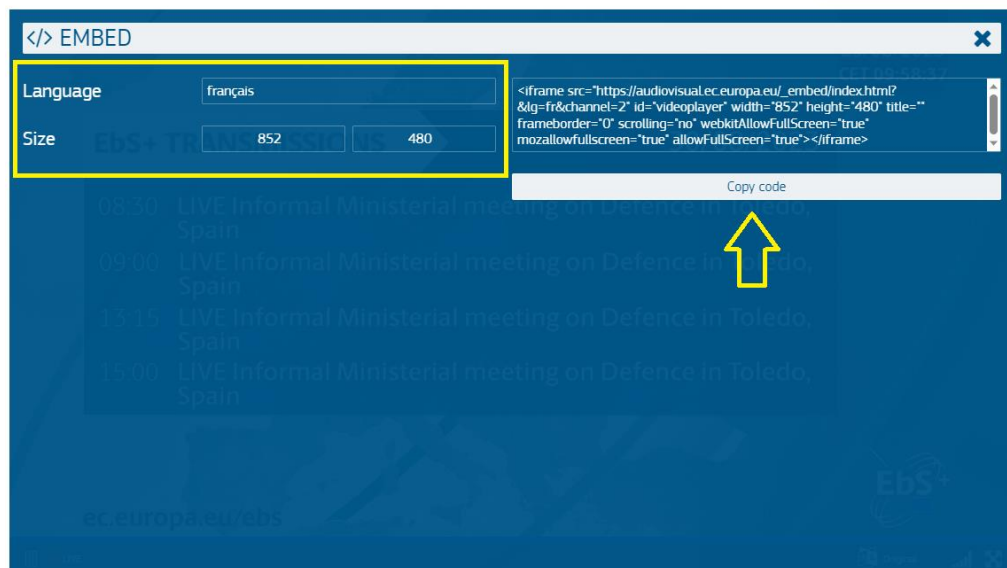 </> EMBED
CET 09:58:37
Language
français
Size
852
480
<iframe src="https://audiovisual.ec.europa.eu/_embed/index.html?
&lg=fr&channel=2" id="videoplayer" width="852" height="480" title=""
frameborder="0" scrolling="no" webkitAllowFullScreen="true"
mozallowfullscreen="true" allowFullScreen="true"></iframe>
Copy code
EbS+ TRANSMISSIONS
08:30 LIVE Informal Ministerial meeting on Defence in Toledo,
Spain
09:00 LIVE Informal Ministerial meeting on Defence in Toledo,
Spain
13:15 LIVE Informal Ministerial meeting on Defence in Toledo,
Spain
15:00 LIVE Informal Ministerial meeting on Defence in Toledo,
Spain
EbS+
ec.europa.eu/ebs